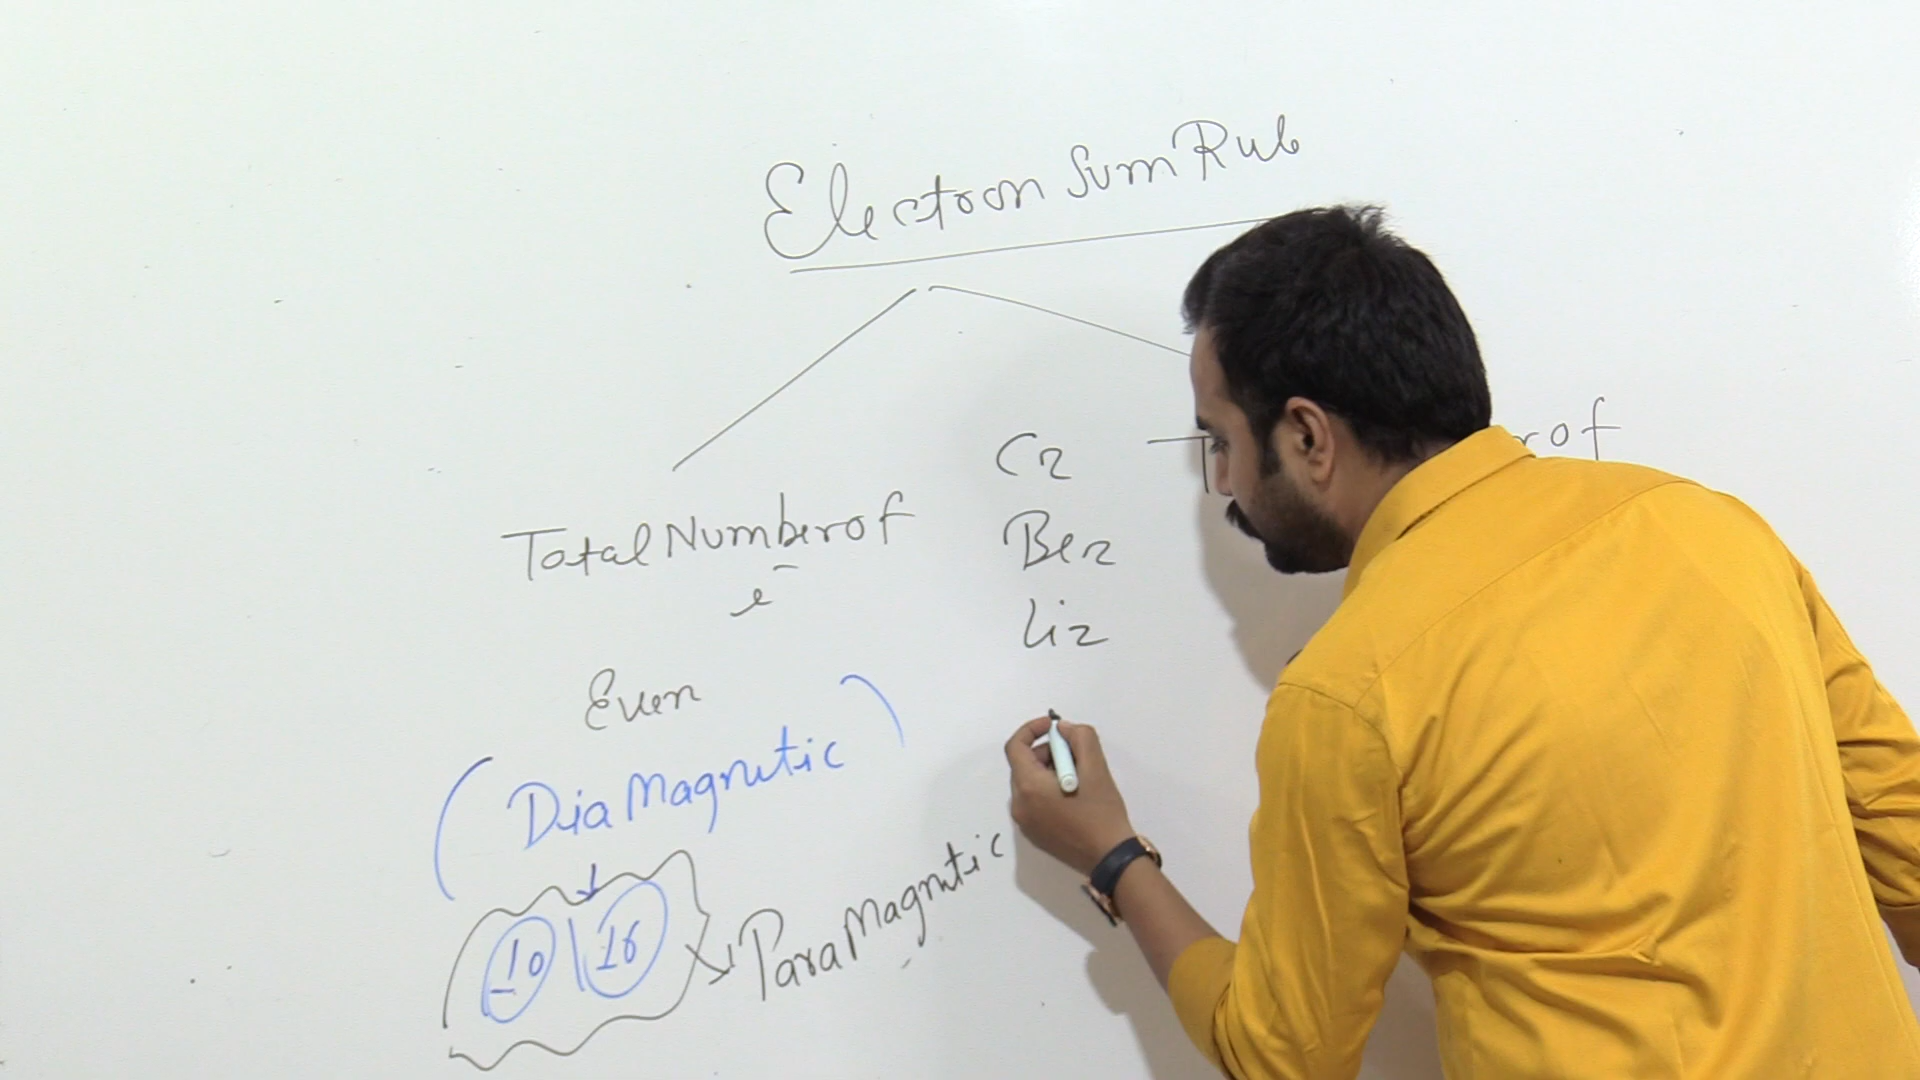 Electron Sum Rule
Total Number of
e-
Even
(Dia Magnetic)
10 | 16
Para Magnetic
C2
Be2
Li2
T
r of